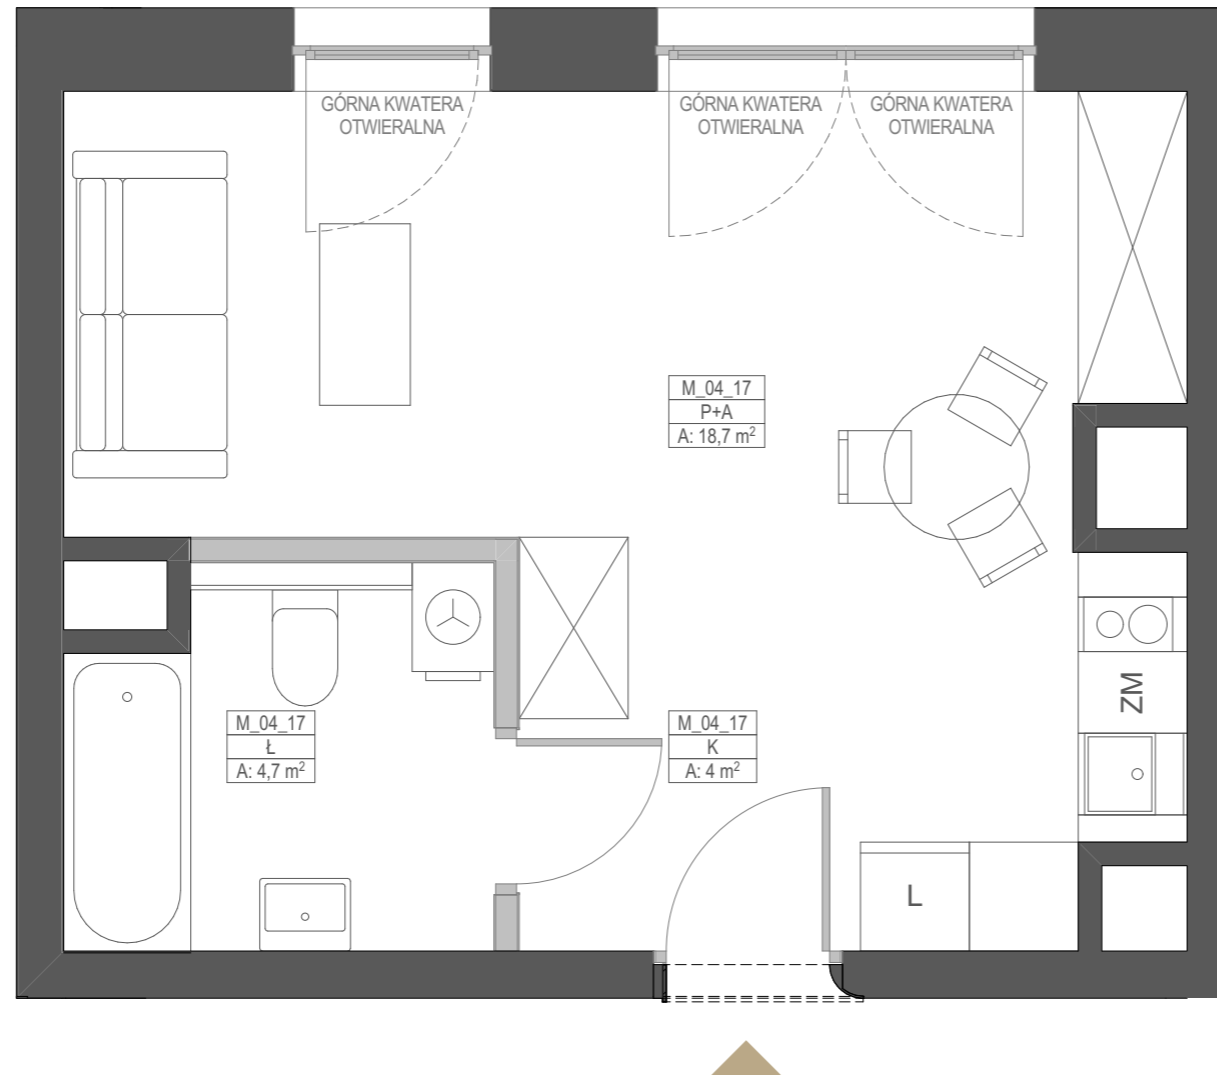 GÓRNA KWATERA
OTWIERALNA
GÓRNA KWATERA
OTWIERALNA
GÓRNA KWATERA
OTWIERALNA
M_04_17
P+A
A: 18,7 m²
M_04_17
Ł
A: 4,7 m²
M_04_17
K
A: 4 m²
ZM
L